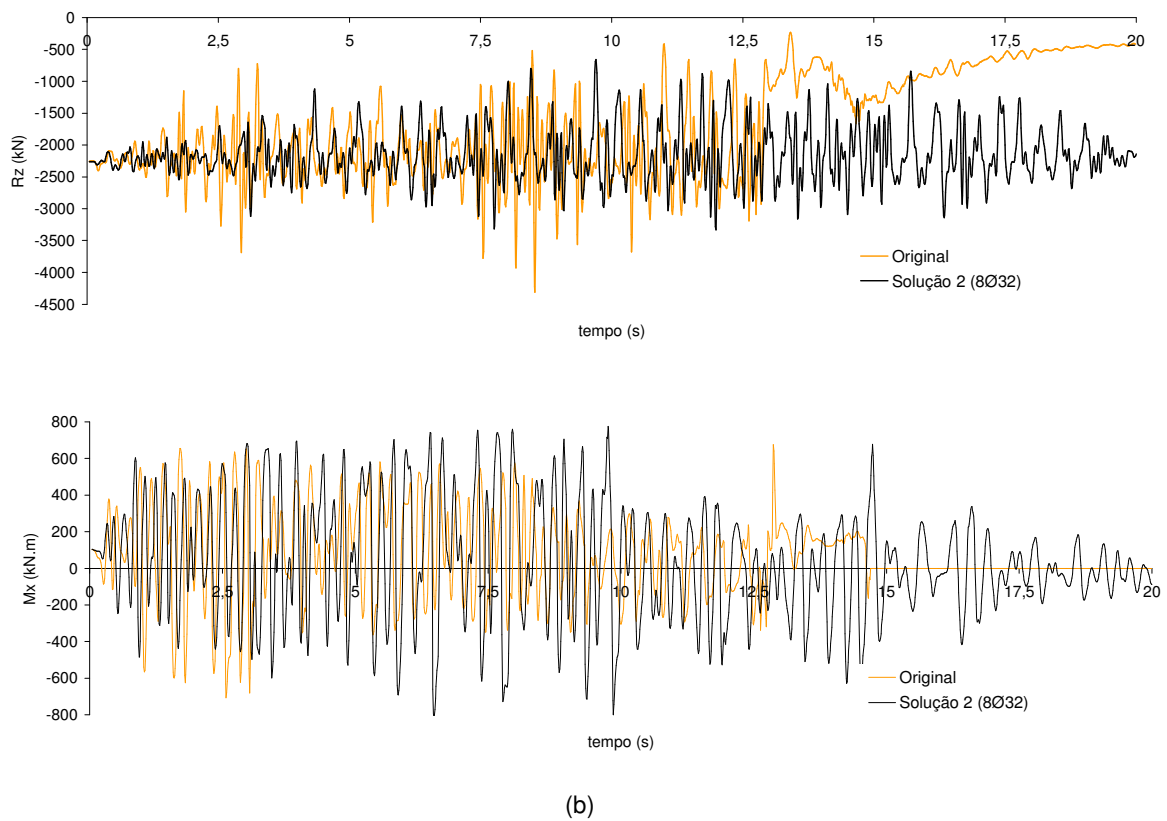 0
-500
-1000
-1500
-2000
-2500
-3000
-3500
-4000
-4500
Rz (kN)
0 2,5 5 7,5 10 12,5 15 17,5 20
Original
Solução 2 (8Ø32)
tempo (s)
800
600
400
200
0
-200
-400
-600
-800
Mx (kN.m)
0 2,5 5 7,5 10 12,5 15 17,5 20
Original
Solução 2 (8Ø32)
tempo (s)
(b)